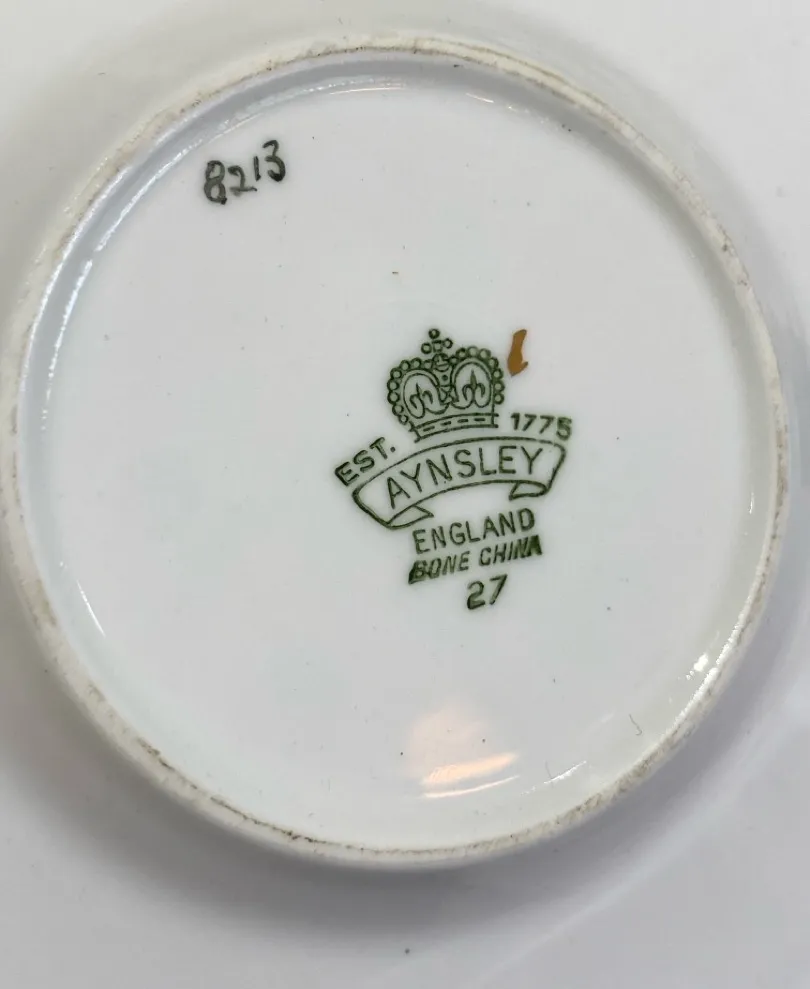 8213
EST. 1775
AYNSLEY
ENGLAND
BONE CHINA
27